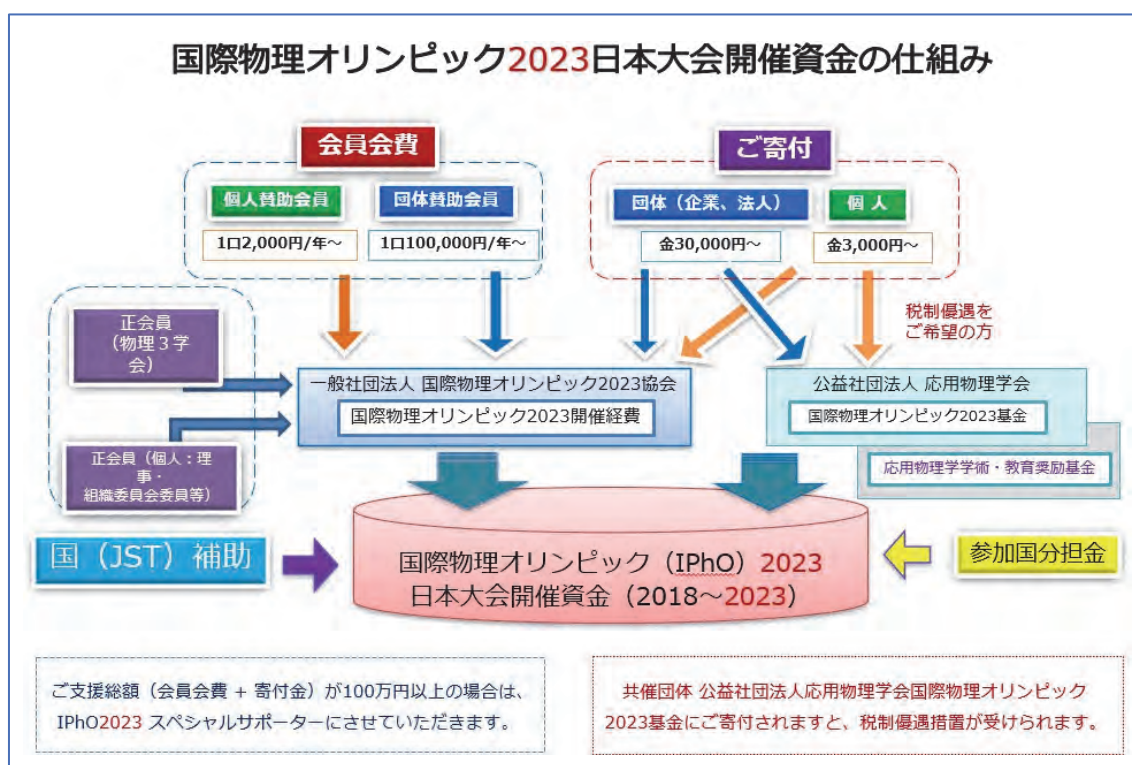 国際物理オリンピック2023日本大会開催資金の仕組み
会員会費
ご寄付
個人賛助会員
団体賛助会員
団体（企業、法人）
個 人
1口2,000円/年～
1口100,000円/年～
金30,000円～
金3,000円～
税制優遇を
ご希望の方
正会員
（物理３学
会）
一般社団法人 国際物理オリンピック2023協会
国際物理オリンピック2023開催経費
公益社団法人 応用物理学会
国際物理オリンピック2023基金
応用物理学学術・教育奨励基金
正会員（個人：理
事・
組織委員会委員等）
国（JST）補助
国際物理オリンピック（IPhO）2023
日本大会開催資金（2018～2023）
参加国分担金
ご支援総額（会員会費 + 寄付金）が100万円以上の場合は、
IPhO2023 スペシャルサポーターにさせていただきます。
共催団体 公益社団法人応用物理学会国際物理オリンピック
2023基金にご寄付されますと、税制優遇措置が受けられます。